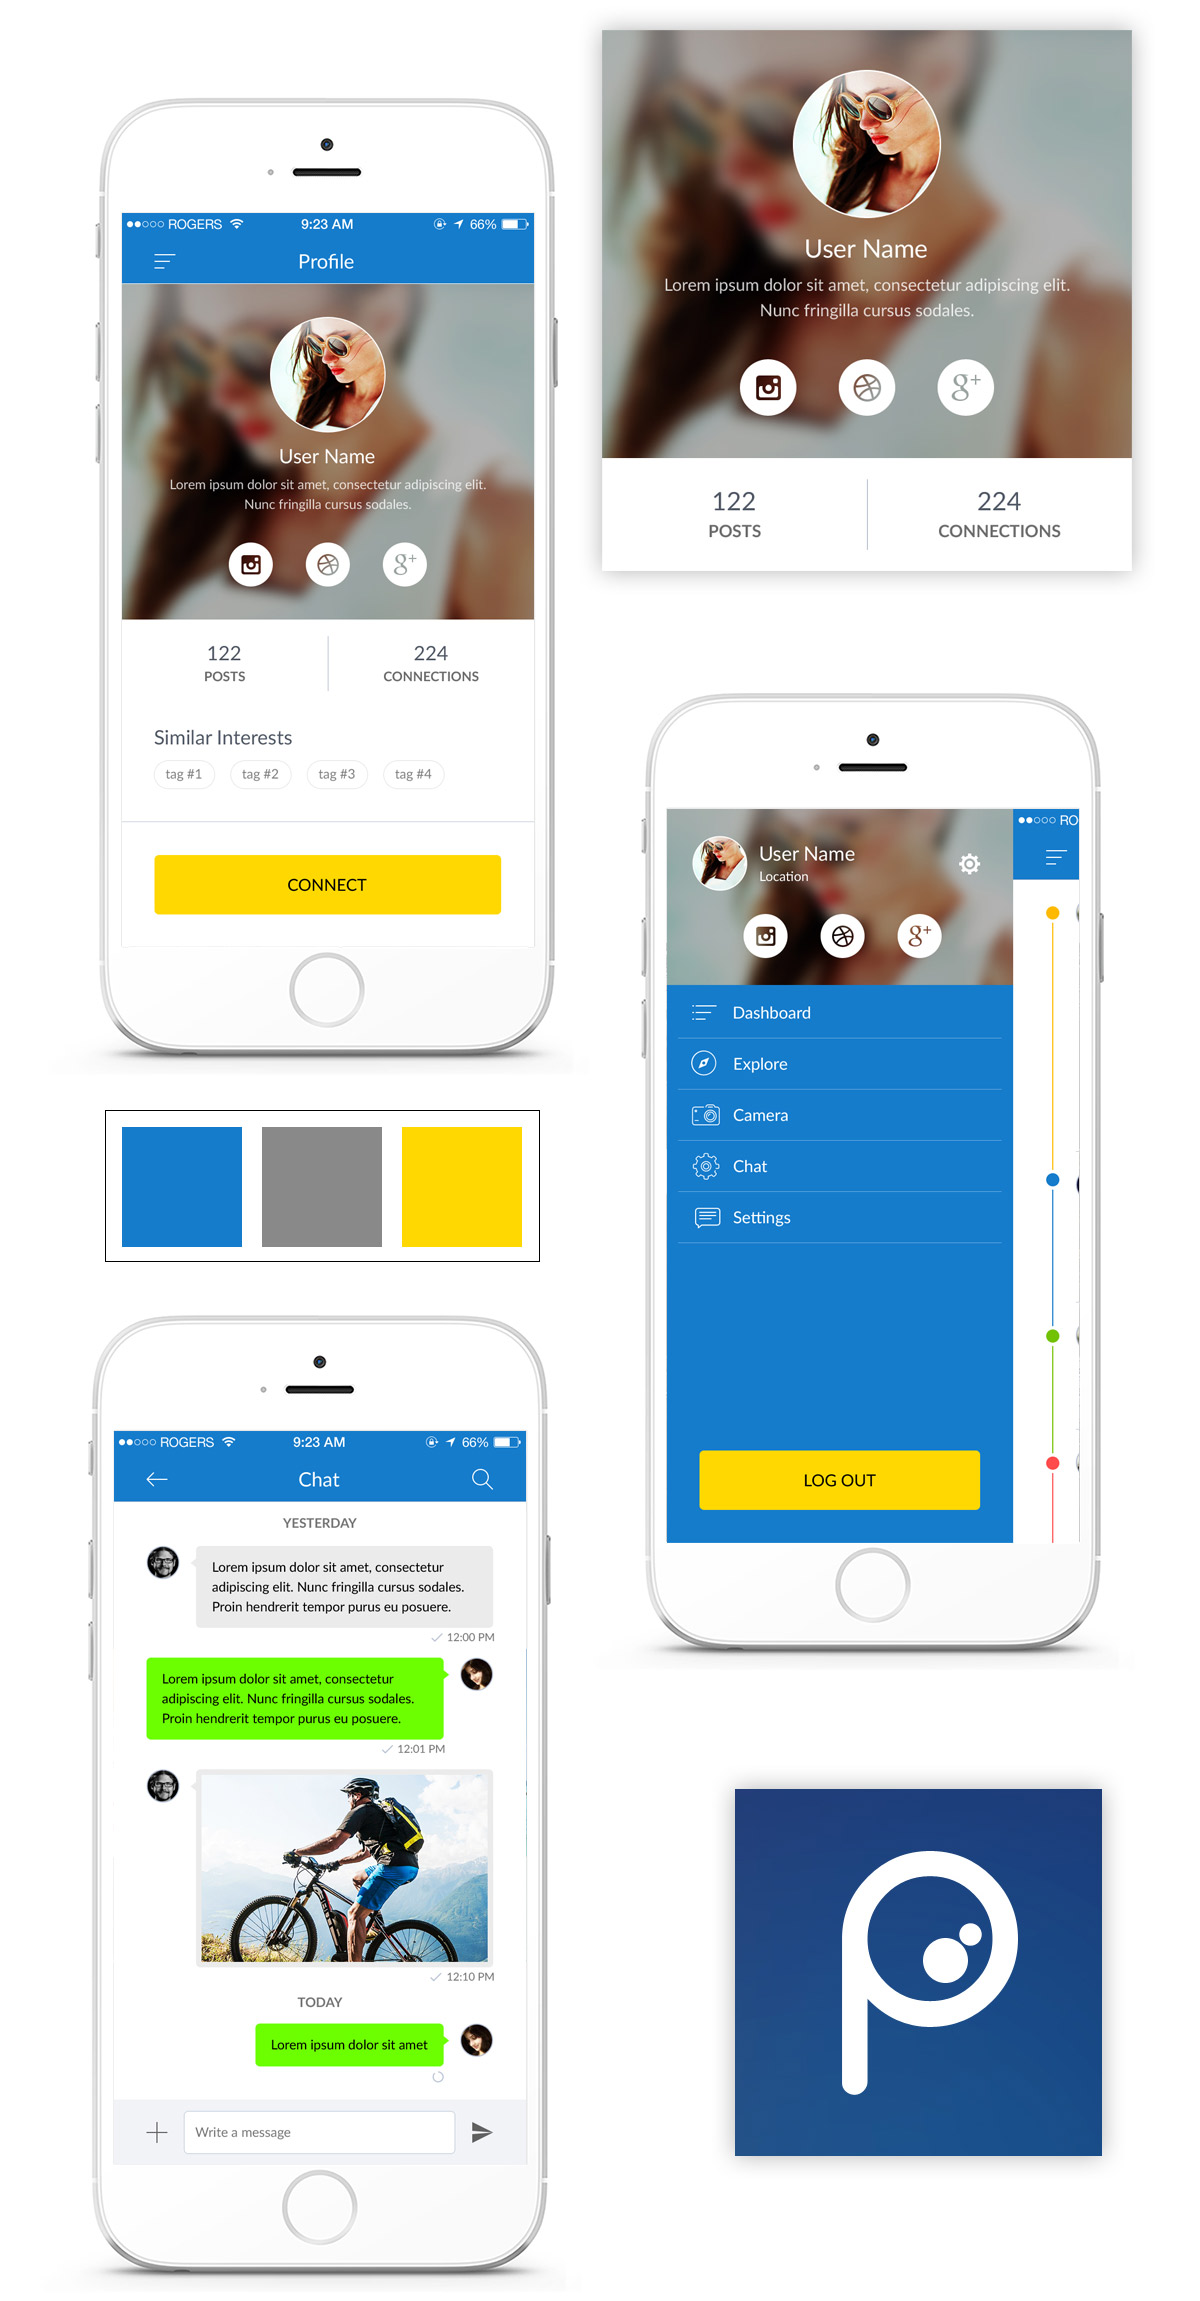 ROGERS 9:23 AM 66%
Profile
User Name
Lorem ipsum dolor sit amet, consectetur adipiscing elit.
Nunc fringilla cursus sodales.
g+
122 224
POSTS CONNECTIONS
Similar Interests
tag #1 tag #2 tag #3 tag #4
CONNECT
User Name
Lorem ipsum dolor sit amet, consectetur adipiscing elit.
Nunc fringilla cursus sodales.
g+
122 224
POSTS CONNECTIONS
User Name
Location
g+
Dashboard
Explore
Camera
Chat
Settings
LOG OUT
RO
ROGERS 9:23 AM 66%
Chat
YESTERDAY
Lorem ipsum dolor sit amet, consectetur
adipiscing elit. Nunc fringilla cursus sodales.
Proin hendrerit tempor purus eu posuere.
12:00 PM
Lorem ipsum dolor sit amet, consectetur
adipiscing elit. Nunc fringilla cursus sodales.
Proin hendrerit tempor purus eu posuere.
12:01 PM
12:10 PM
TODAY
Lorem ipsum dolor sit amet
Write a message
P